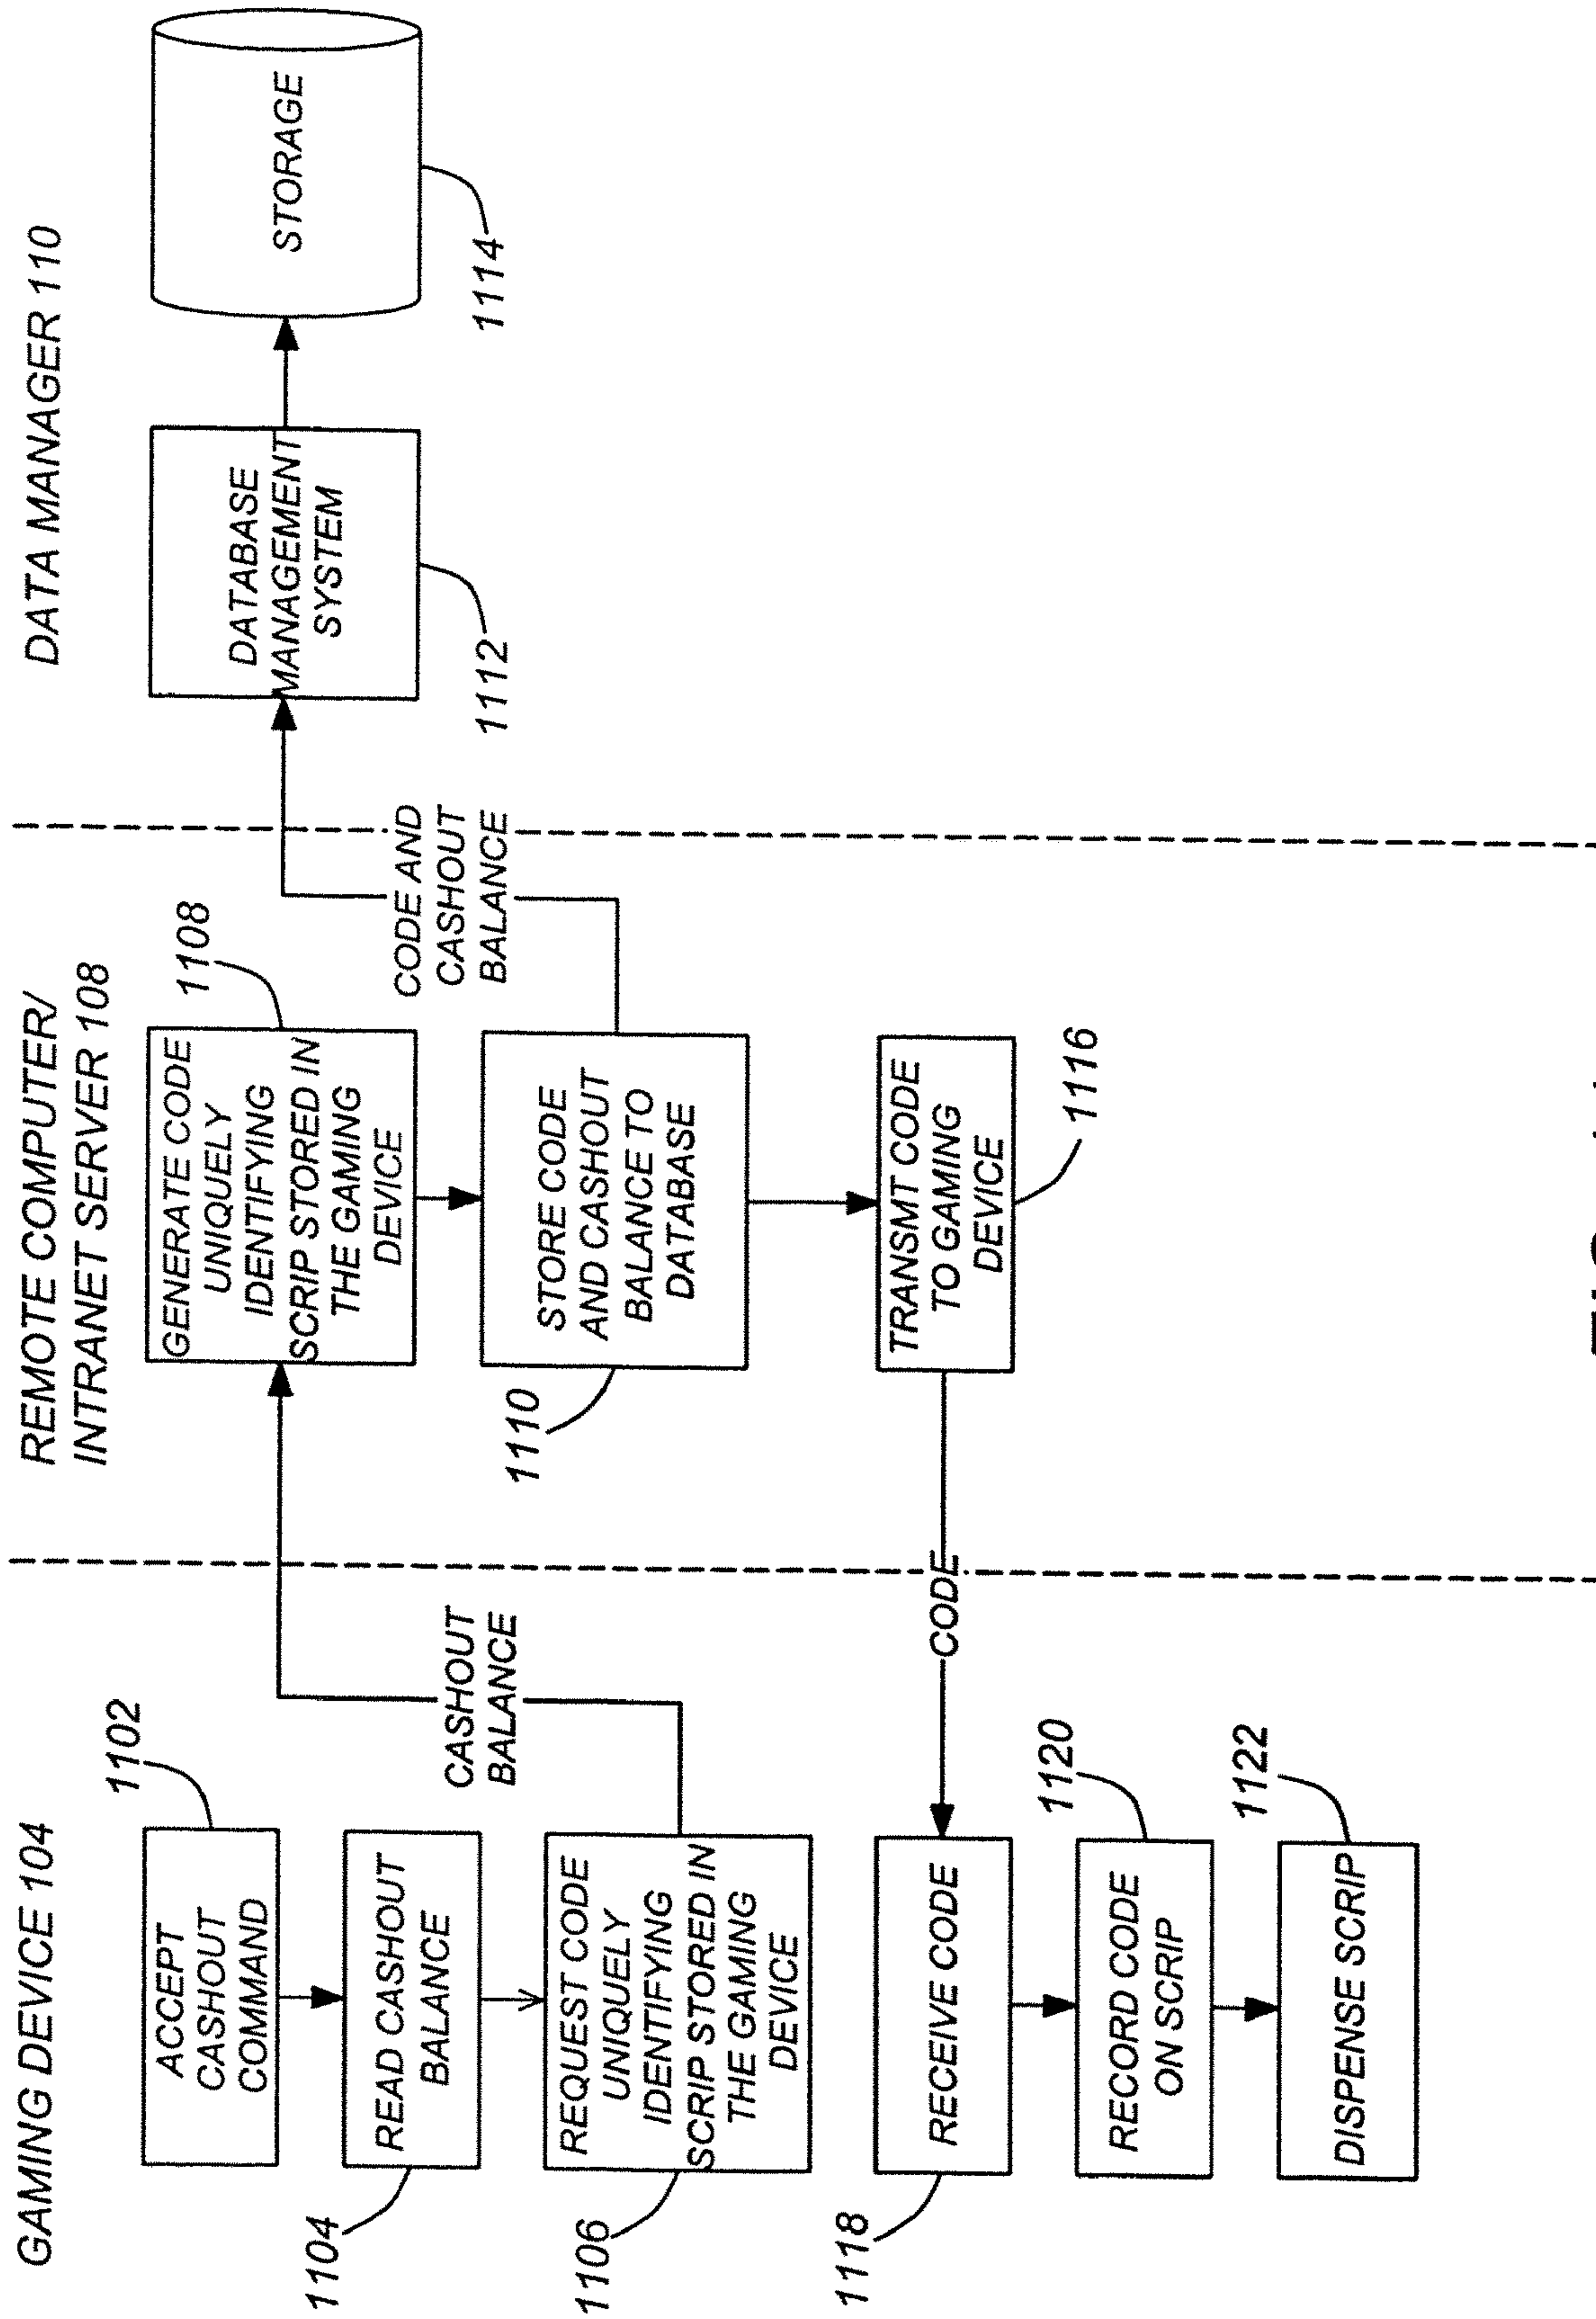 GAMING DEVICE 104
1102
ACCEPT
CASHOUT
COMMAND
READ CASHOUT
BALANCE
1104
REQUEST CODE
UNIQUELY
IDENTIFYING
SCRIP STORED IN
THE GAMING
DEVICE
1106
CASHOUT
BALANCE
RECEIVE CODE
1118
RECORD CODE
ON SCRIP
1120
DISPENSE SCRIP
1122
REMOTE COMPUTER/
INTRANET SERVER 108
1108
GENERATE CODE
UNIQUELY
IDENTIFYING
SCRIP STORED IN
THE GAMING
DEVICE
STORE CODE
AND CASHOUT
BALANCE TO
DATABASE
1110
CODE AND
CASHOUT
BALANCE
TRANSMT CODE
TO GAMING
DEVICE
1116
CODE
DATA MANAGER 110
DATABASE
MANAGEMENT
SYSTEM
1112
STORAGE
1114